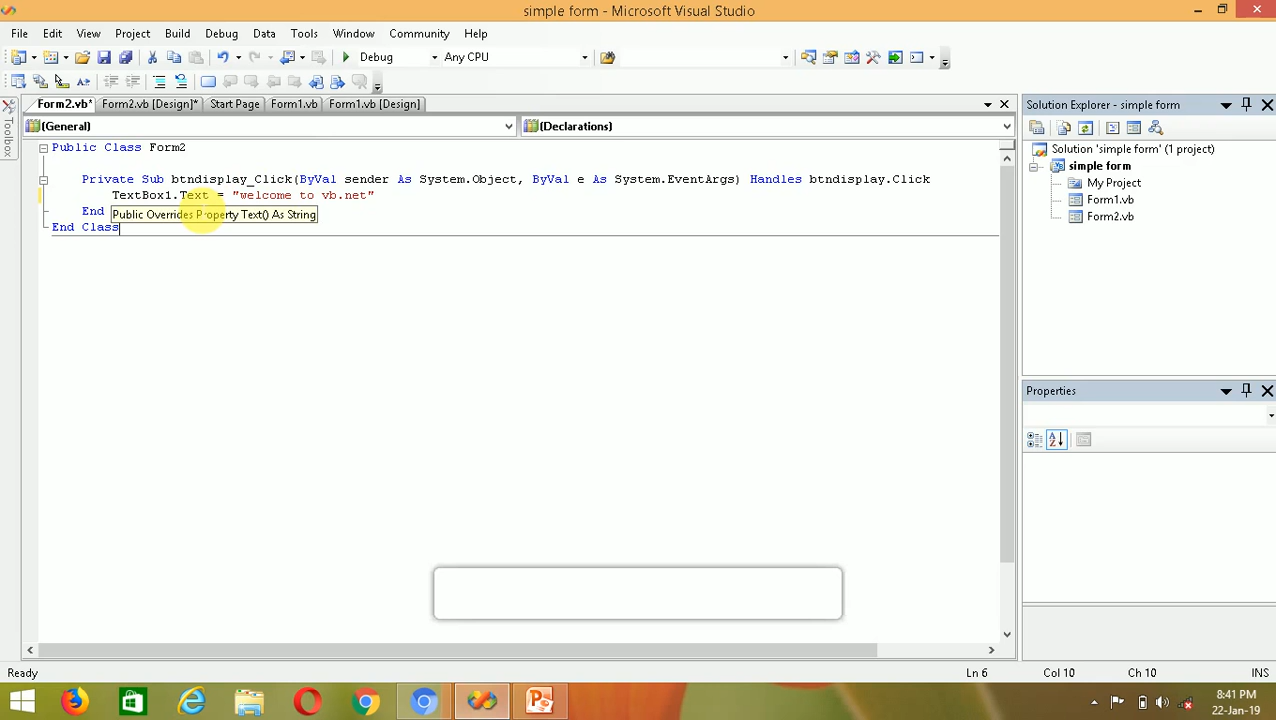 simple form - Microsoft Visual Studio
File Edit View Project Build Debug Data Tools Window Community Help
Debug Any CPU
Form2.vb* Form2.vb [Design]* Start Page Form1.vb Form1.vb [Design]
Solution Explorer - simple form
Toolbox
(General) (Declarations)
Public Class Form2
Private Sub btndisplay_Click(ByVal sender As System.Object, ByVal e As System.EventArgs) Handles btndisplay.Click
TextBox1.Text = "welcome to vb.net"
End
Public Overrides Property Text() As String
End Class
Solution 'simple form' (1 project)
simple form
My Project
Form1.vb
Form2.vb
Properties
Ready Ln 6 Col 10 Ch 10 INS
8:41 PM
22-Jan-19